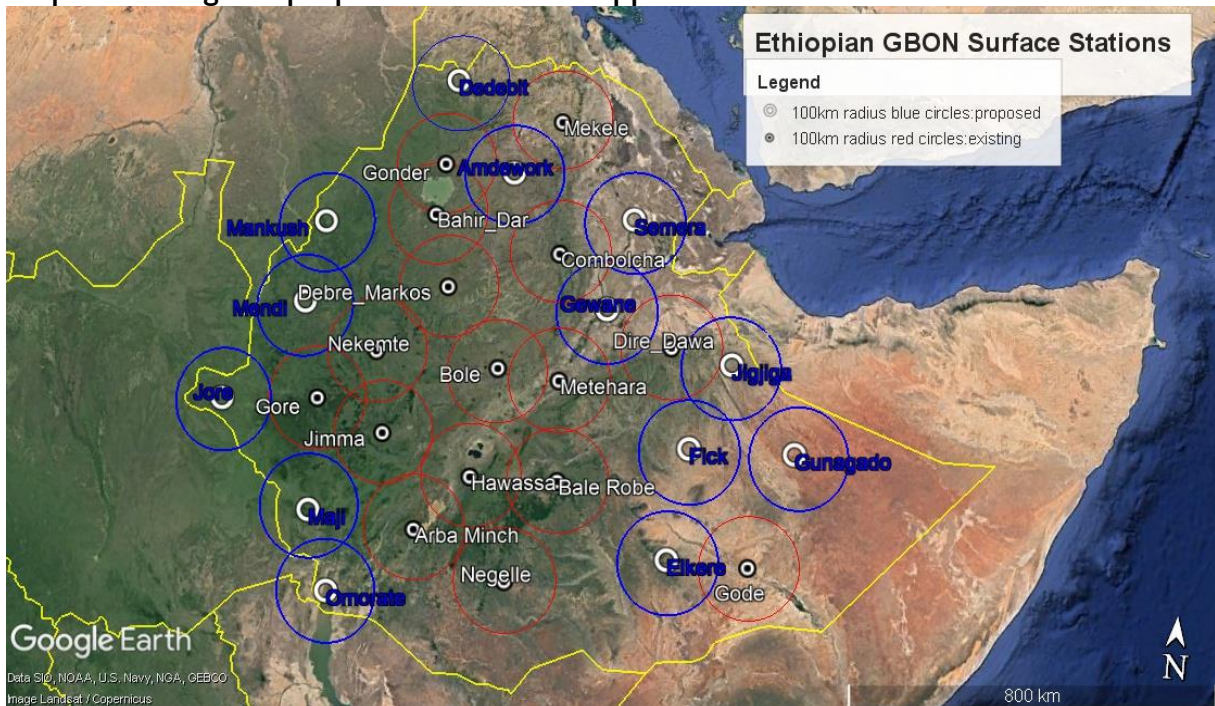 Ethiopian GBON Surface Stations
Legend
100km radius blue circles:proposed
100km radius red circles:existing
Dedebit
Mekele
Gonder
Amdework
Mankush
Bahir_Dar
Semera
Combolcha
Mendi
Debre_Markos
Gewane
Nekemte
Dire_Dawa
Bole
Metehara
Jigjiga
Jore
Gore
Jimma
Fick
Gunagado
Hawassa
Bale Robe
Maji
Arba Minch
Negelle
Elkere
Gode
Omorate
Google Earth
Data SIO, NOAA, U.S. Navy, NGA, GEBCO
Image Landsat / Copernicus
N
800 km